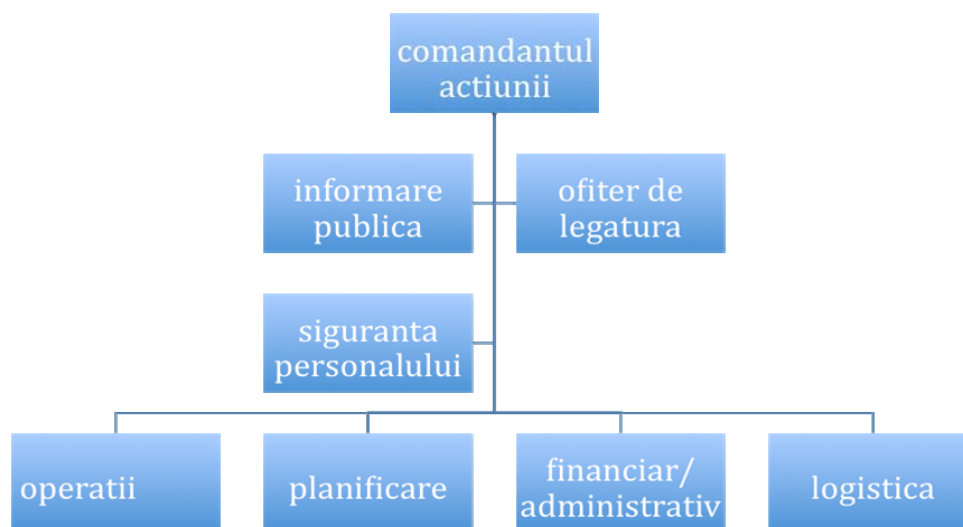 comandantul
actiunii
informare
publica
ofiter de
legatura
siguranta
personalului
operatii
planificare
financiar/
administrativ
logistica